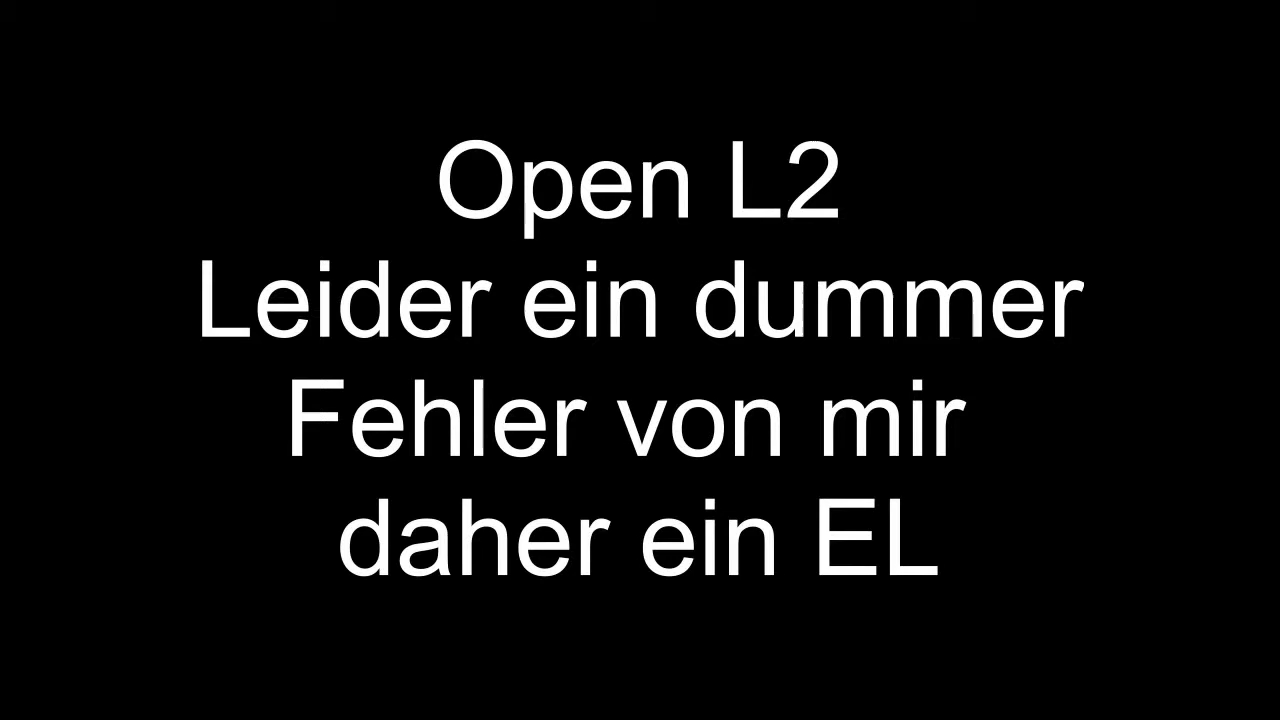 Open L2
Leider ein dummer
Fehler von mir
daher ein EL